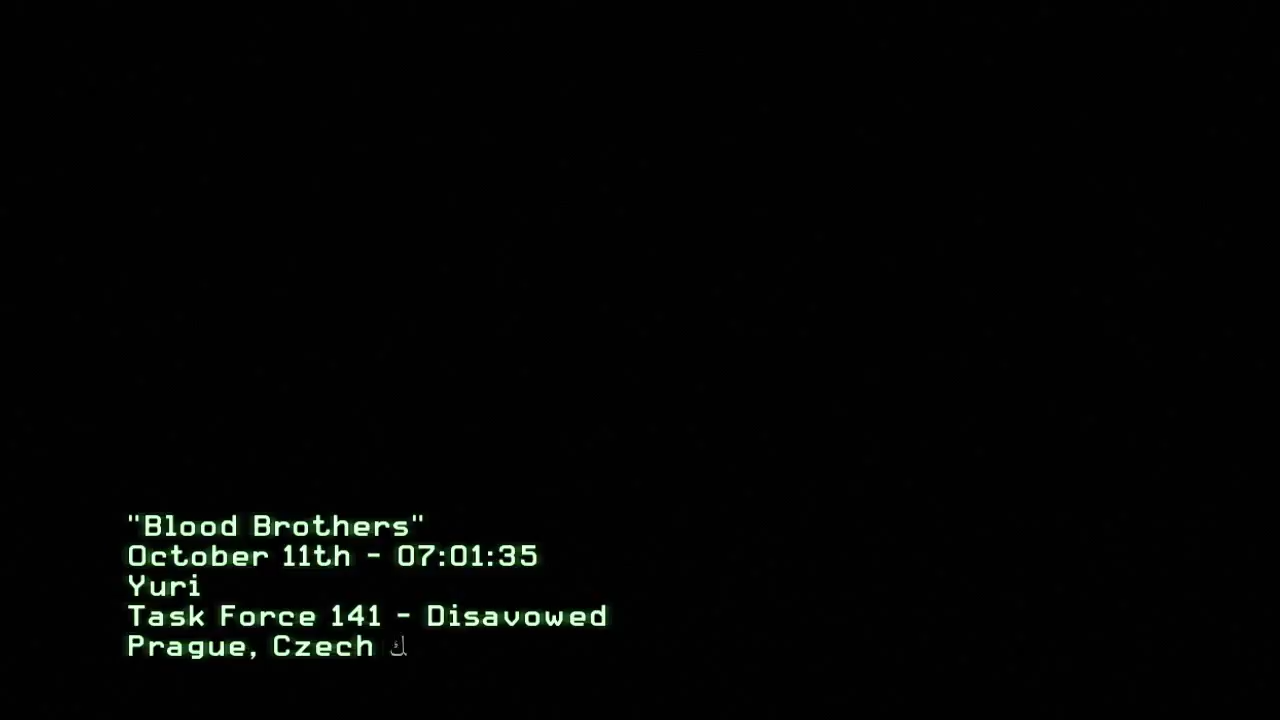 "Blood Brothers"
October 11th - 07:01:35
Yuri
Task Force 141 - Disavowed
Prague, Czech ك